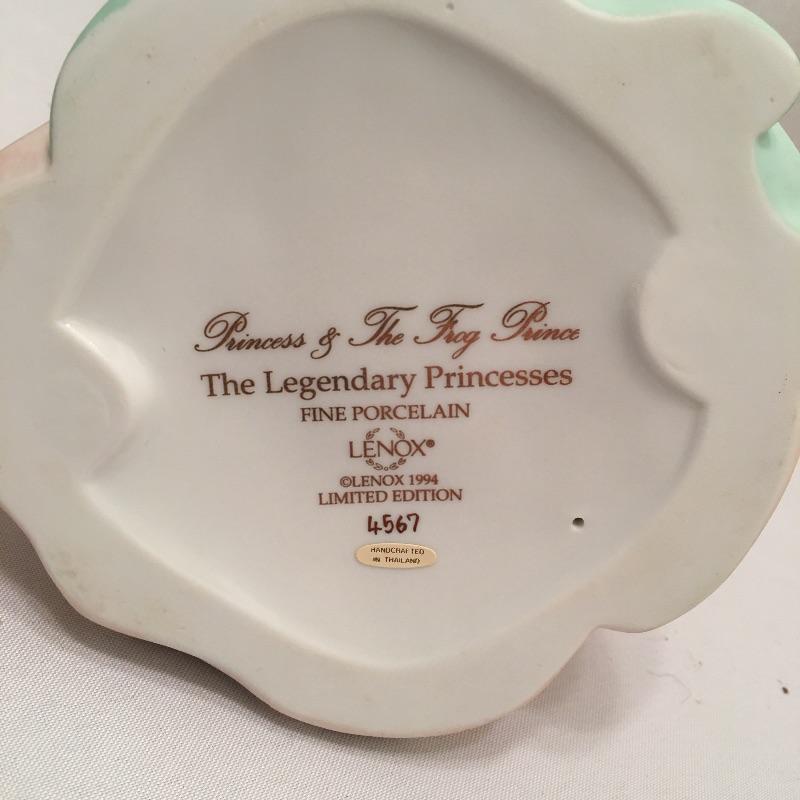 Princess & The Frog Prince
The Legendary Princesses
FINE PORCELAIN
LENOX®
©LENOX 1994
LIMITED EDITION
4567
HANDCRAFTED
IN THAILAND